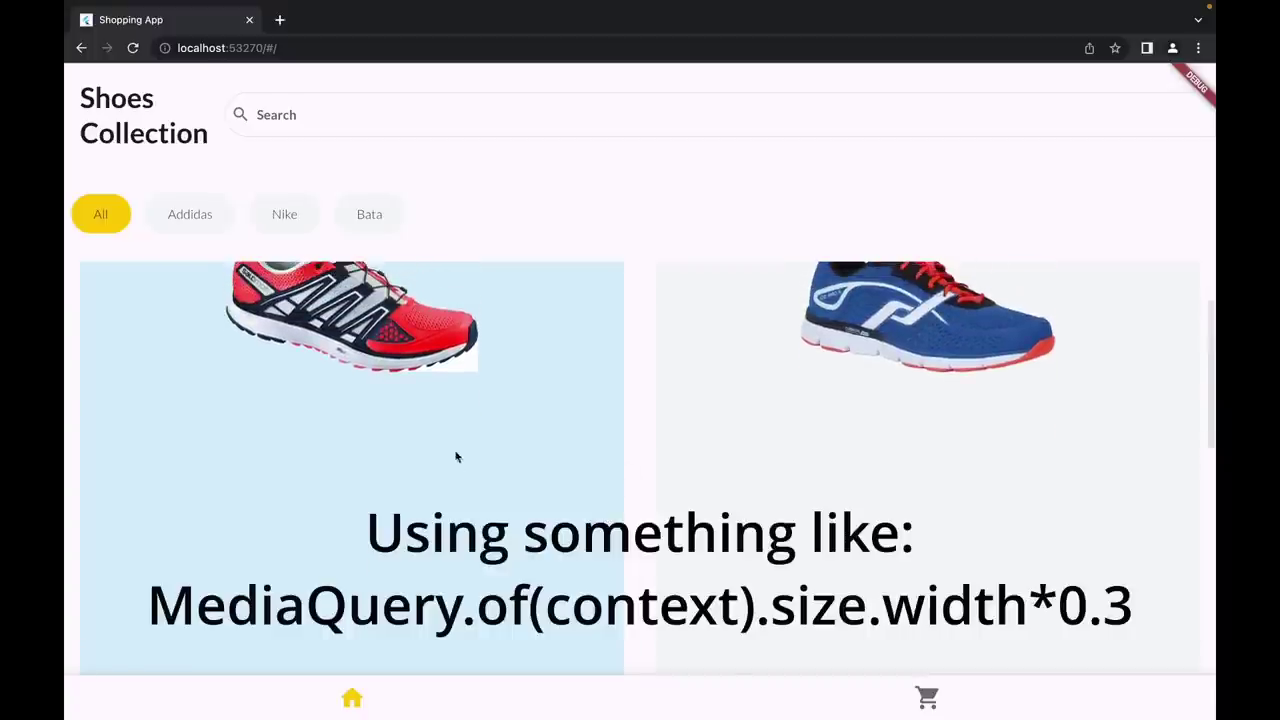 Shopping App
localhost:53270/#/
DEBUG
Shoes
Collection
Search
All
Addidas
Nike
Bata
Using something like:
MediaQuery.of(context).size.width*0.3